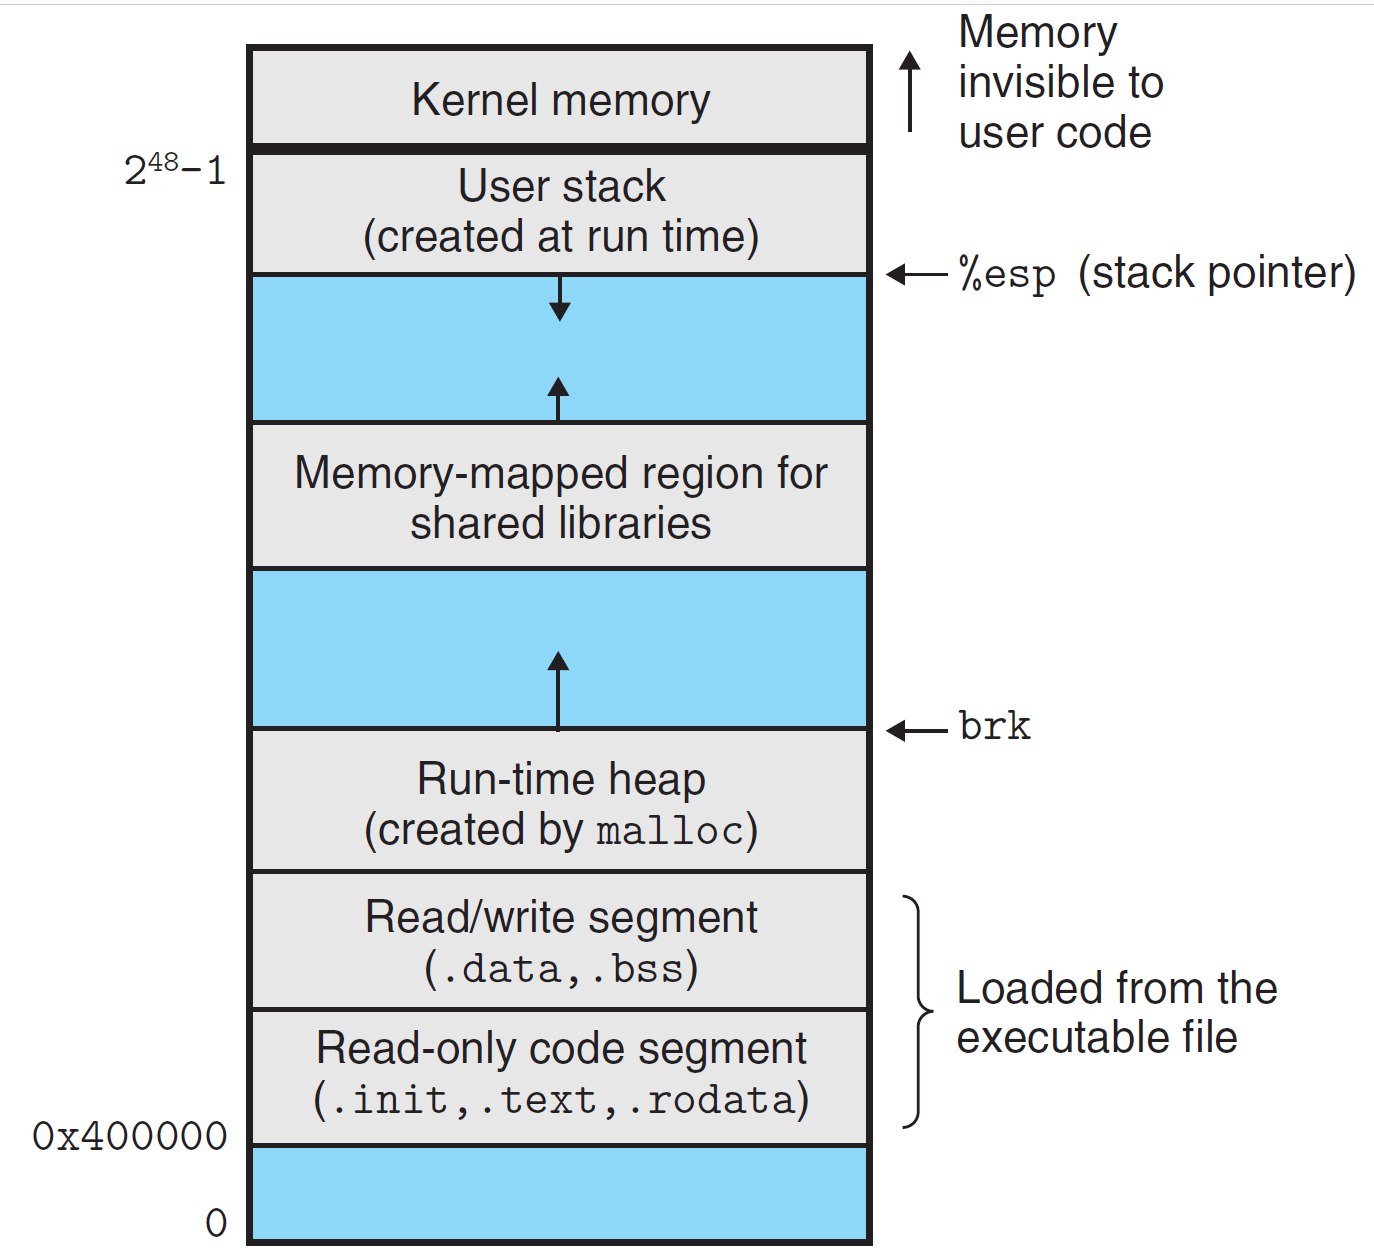 Memory
invisible to
user code
Kernel memory
2⁴⁸-1
User stack
(created at run time)
%esp (stack pointer)
Memory-mapped region for
shared libraries
brk
Run-time heap
(created by malloc)
Read/write segment
(.data,.bss)
Loaded from the
executable file
Read-only code segment
(.init,.text,.rodata)
0x400000
0